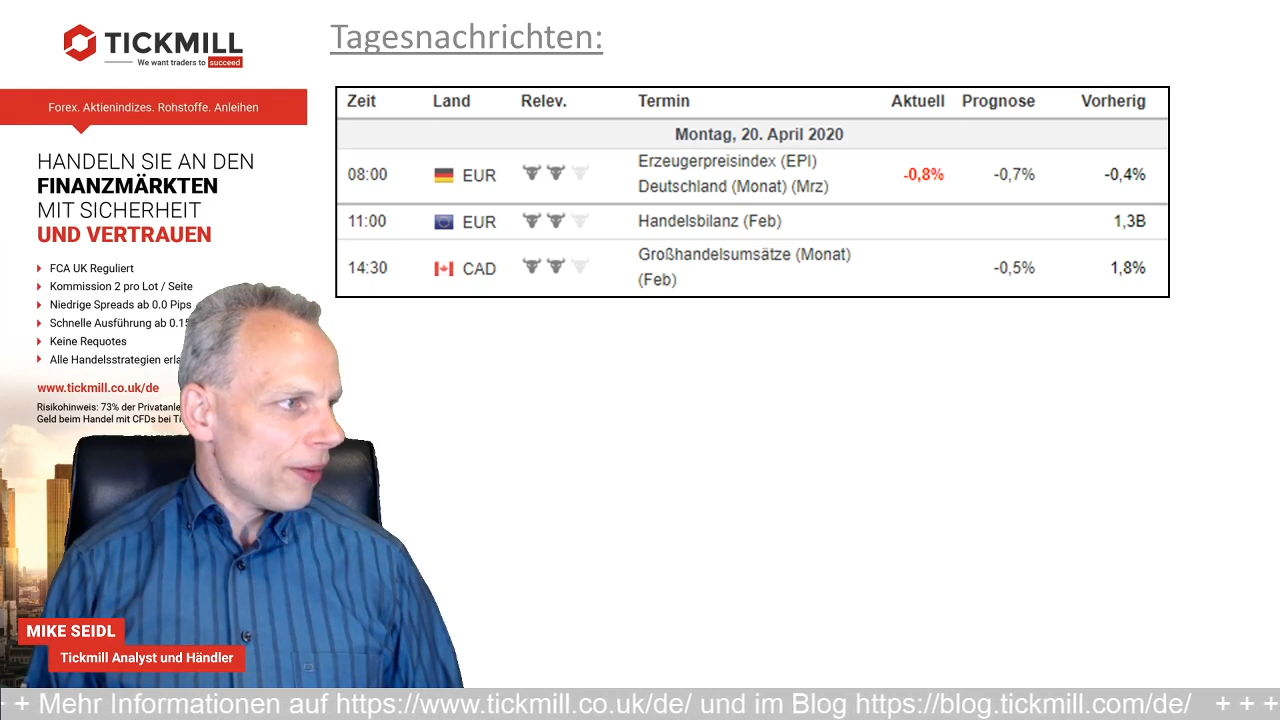 TICKMILL
We want traders to succeed
Forex. Aktienindizes. Rohstoffe. Anleihen
HANDELN SIE AN DEN
FINANZMÄRKTEN
MIT SICHERHEIT
UND VERTRAUEN
FCA UK Reguliert
Kommission 2 pro Lot / Seite
Niedrige Spreads ab 0.0 Pips
Schnelle Ausführung ab
Keine Requotes
Alle Handelsstrategien
www.tickmill.co.uk/de
Risikohinweis: 73% der
Geld beim Handel mit CFDs bei
MIKE SEIDL
Tickmill Analyst und Händler
Tagesnachrichten:
Zeit Land Relev. Termin Aktuell Prognose Vorherig
Montag, 20. April 2020
08:00 EUR Erzeugerpreisindex (EPI) Deutschland (Monat) (Mrz) -0,8% -0,7% -0,4%
11:00 EUR Handelsbilanz (Feb) 1,3B
14:30 CAD Großhandelsumsätze (Monat) (Feb) -0,5% 1,8%
+ Mehr Informationen auf https://www.tickmill.co.uk/de/ und im Blog https://blog.tickmill.com/de/ + + +